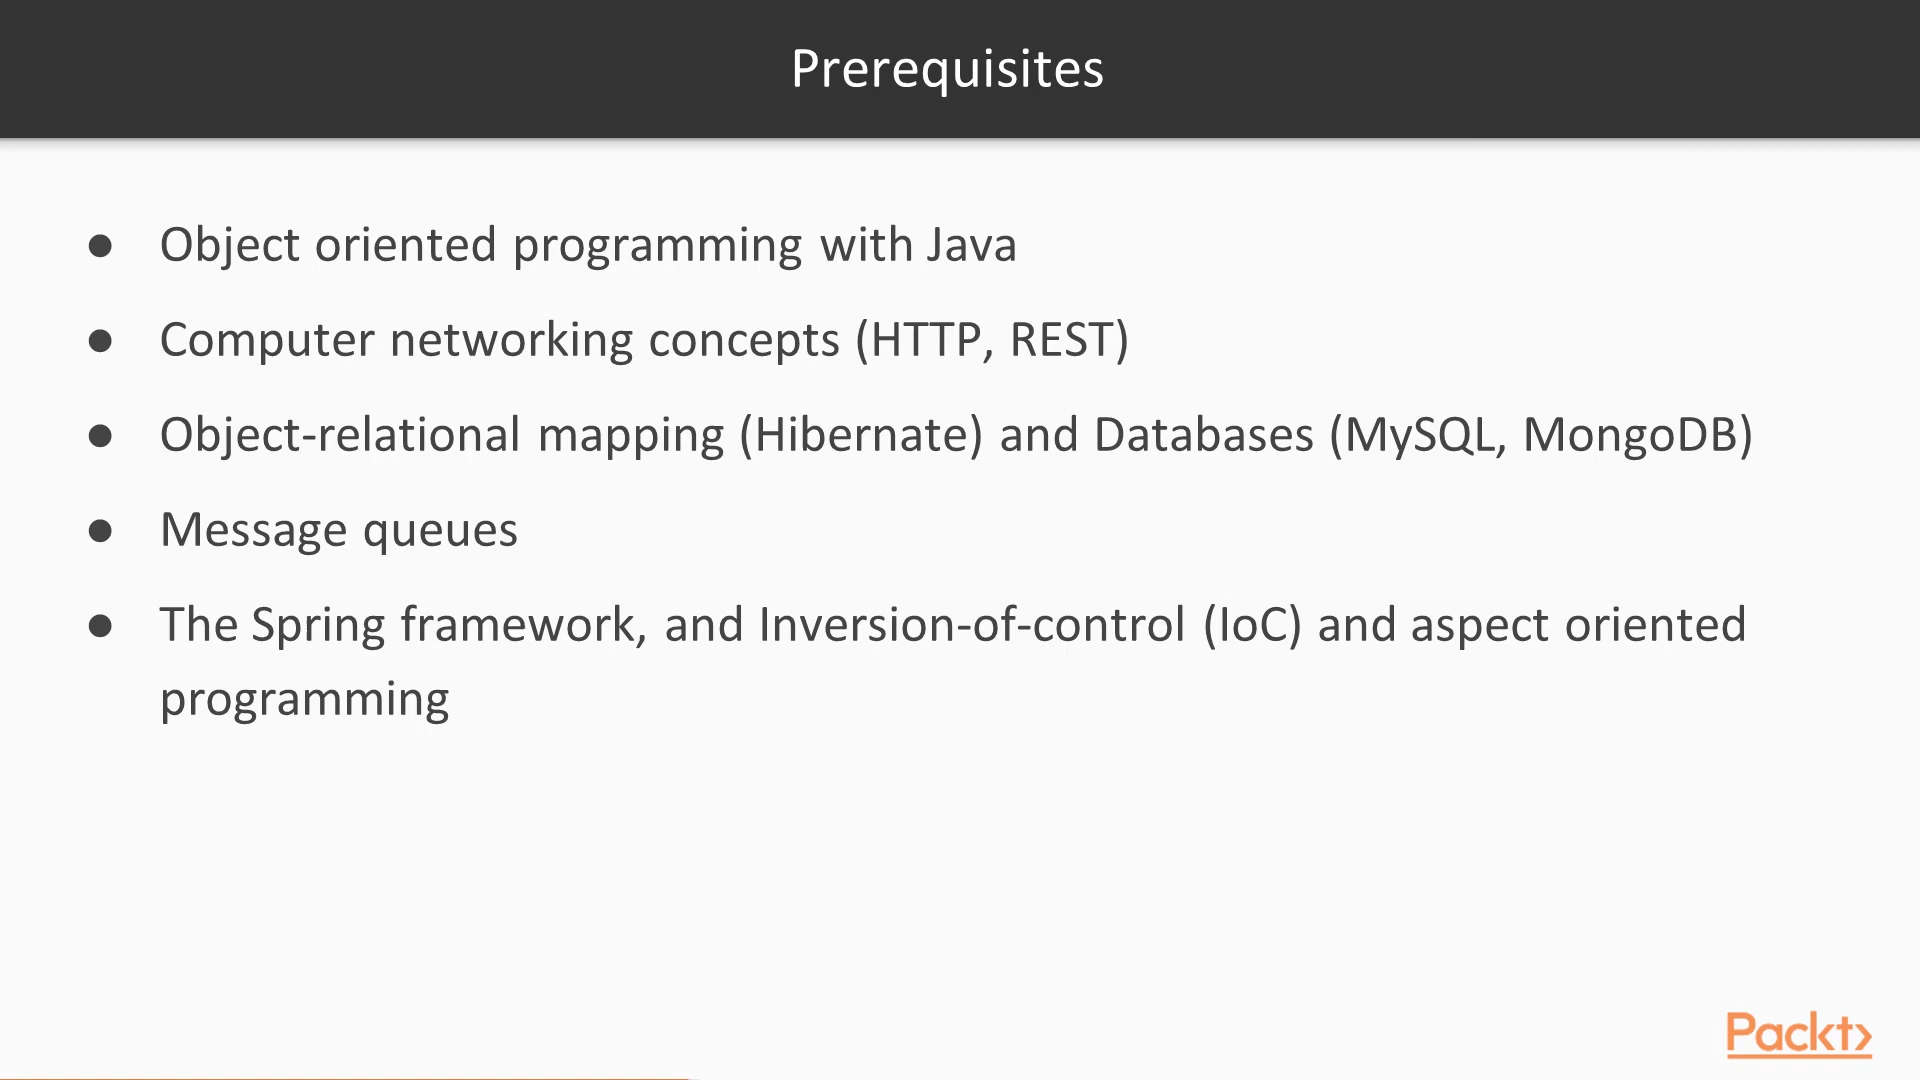 Prerequisites
● Object oriented programming with Java
● Computer networking concepts (HTTP, REST)
● Object-relational mapping (Hibernate) and Databases (MySQL, MongoDB)
● Message queues
● The Spring framework, and Inversion-of-control (IoC) and aspect oriented
programming
Packt>